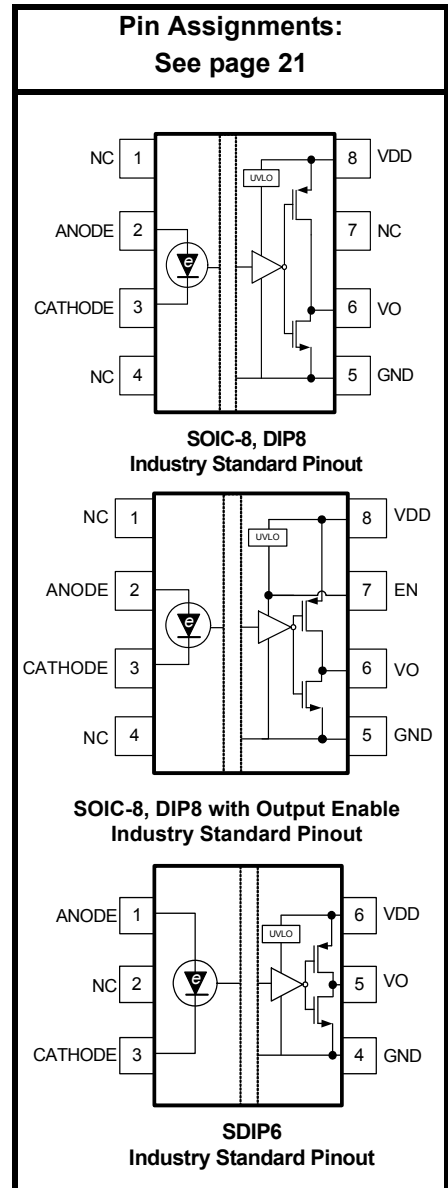 Pin Assignments:
See page 21
NC 1
8 VDD
UVLO
ANODE 2
7 NC
e
CATHODE 3
6 VO
NC 4
5 GND
SOIC-8, DIP8
Industry Standard Pinout
NC 1
8 VDD
UVLO
ANODE 2
7 EN
e
CATHODE 3
6 VO
NC 4
5 GND
SOIC-8, DIP8 with Output Enable
Industry Standard Pinout
ANODE 1
6 VDD
UVLO
NC 2
5 VO
e
CATHODE 3
4 GND
SDIP6
Industry Standard Pinout